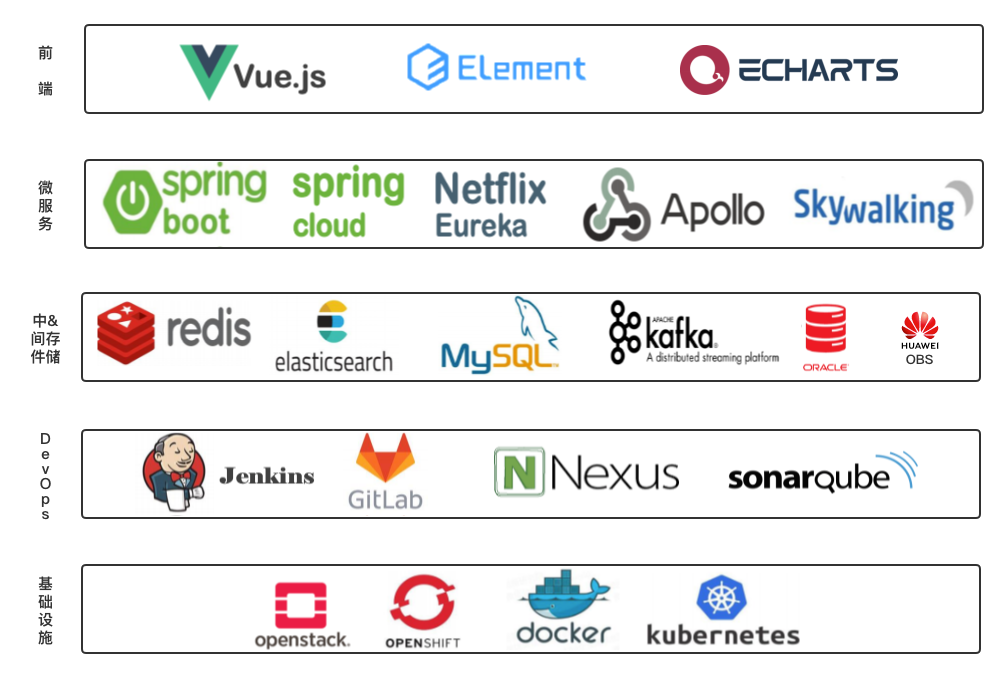 前
端
Vue.js
Element
ECHARTS
微
服
务
spring
boot
spring
cloud
Netflix
Eureka
Apollo
Skywalking
中&
间存
件储
redis
elasticsearch
MySQL™
APACHE
kafka®
A distributed streaming platform
ORACLE®
HUAWEI
OBS
D
e
v
O
p
s
Jenkins
GitLab
N Nexus
sonarqube
基
础
设
施
openstack.
OPENSHIFT
docker
kubernetes